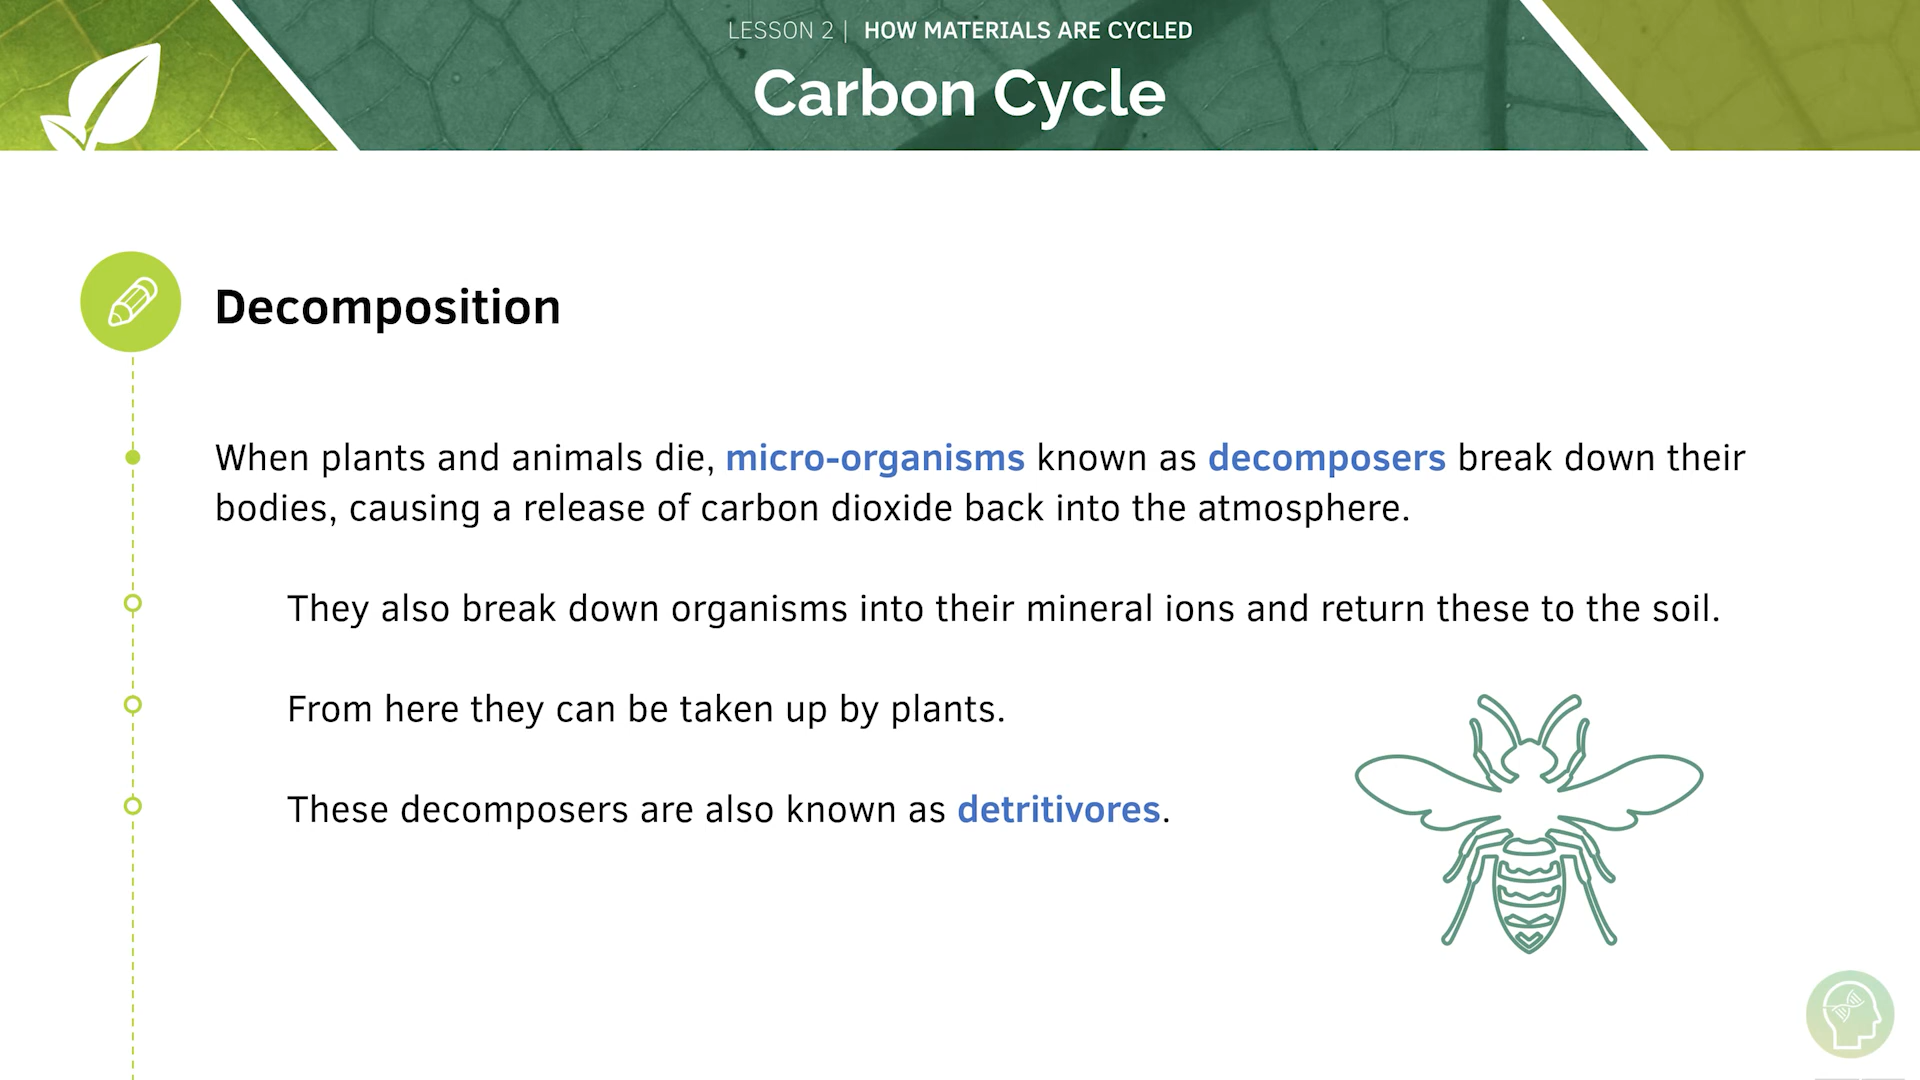 LESSON 2 | HOW MATERIALS ARE CYCLED
Carbon Cycle
Decomposition
When plants and animals die, micro-organisms known as decomposers break down their
bodies, causing a release of carbon dioxide back into the atmosphere.
They also break down organisms into their mineral ions and return these to the soil.
From here they can be taken up by plants.
These decomposers are also known as detritivores.